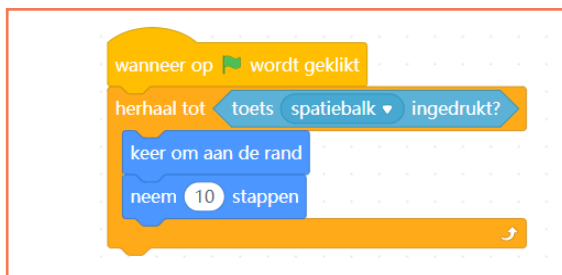 wanneer op wordt geklikt
herhaal tot toets spatiebalk ingedrukt?
keer om aan de rand
neem 10 stappen